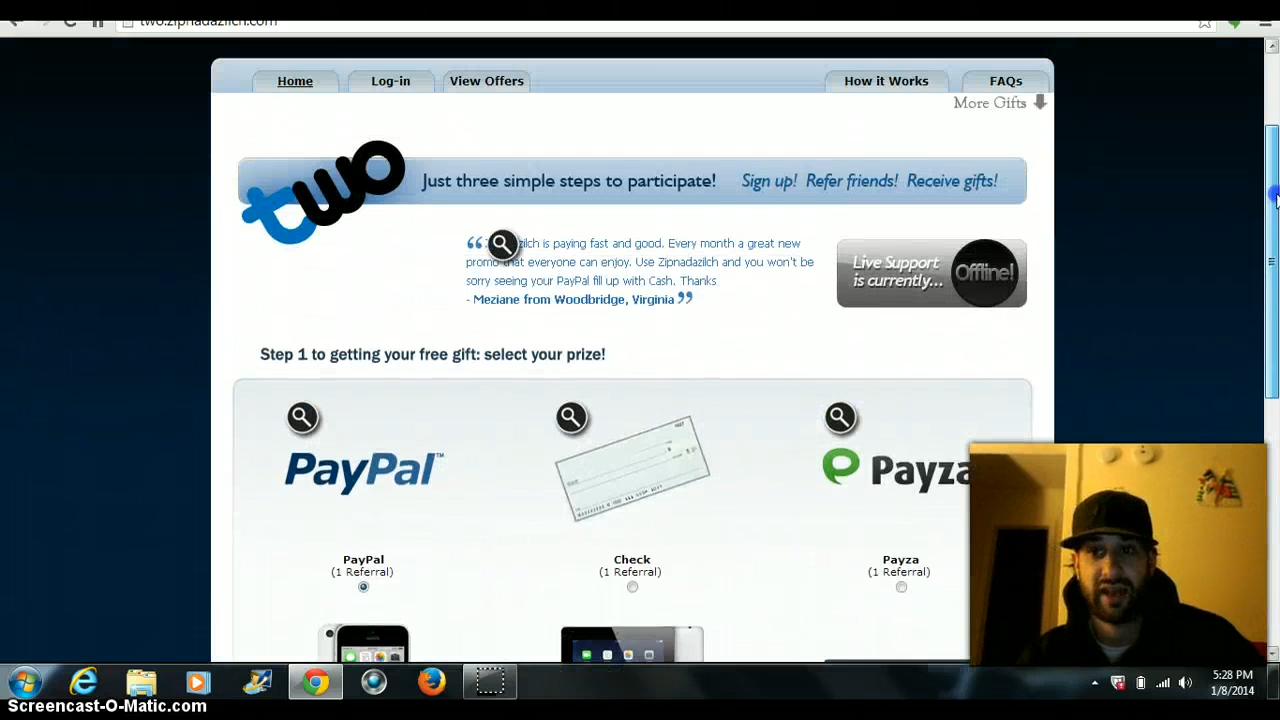 two.zipnadazilch.com
Home Log-in View Offers How it Works FAQs
More Gifts
two Just three simple steps to participate! Sign up! Refer friends! Receive gifts!
“ zilch is paying fast and good. Every month a great new
promo that everyone can enjoy. Use Zipnadazilch and you won't be
sorry seeing your PayPal fill up with Cash. Thanks
- Meziane from Woodbridge, Virginia ”
Live Support
is currently...
Offline!
Step 1 to getting your free gift: select your prize!
PayPal™
Payza
PayPal Check Payza
(1 Referral) (1 Referral) (1 Referral)
5:28 PM
1/8/2014
Screencast-O-Matic.com